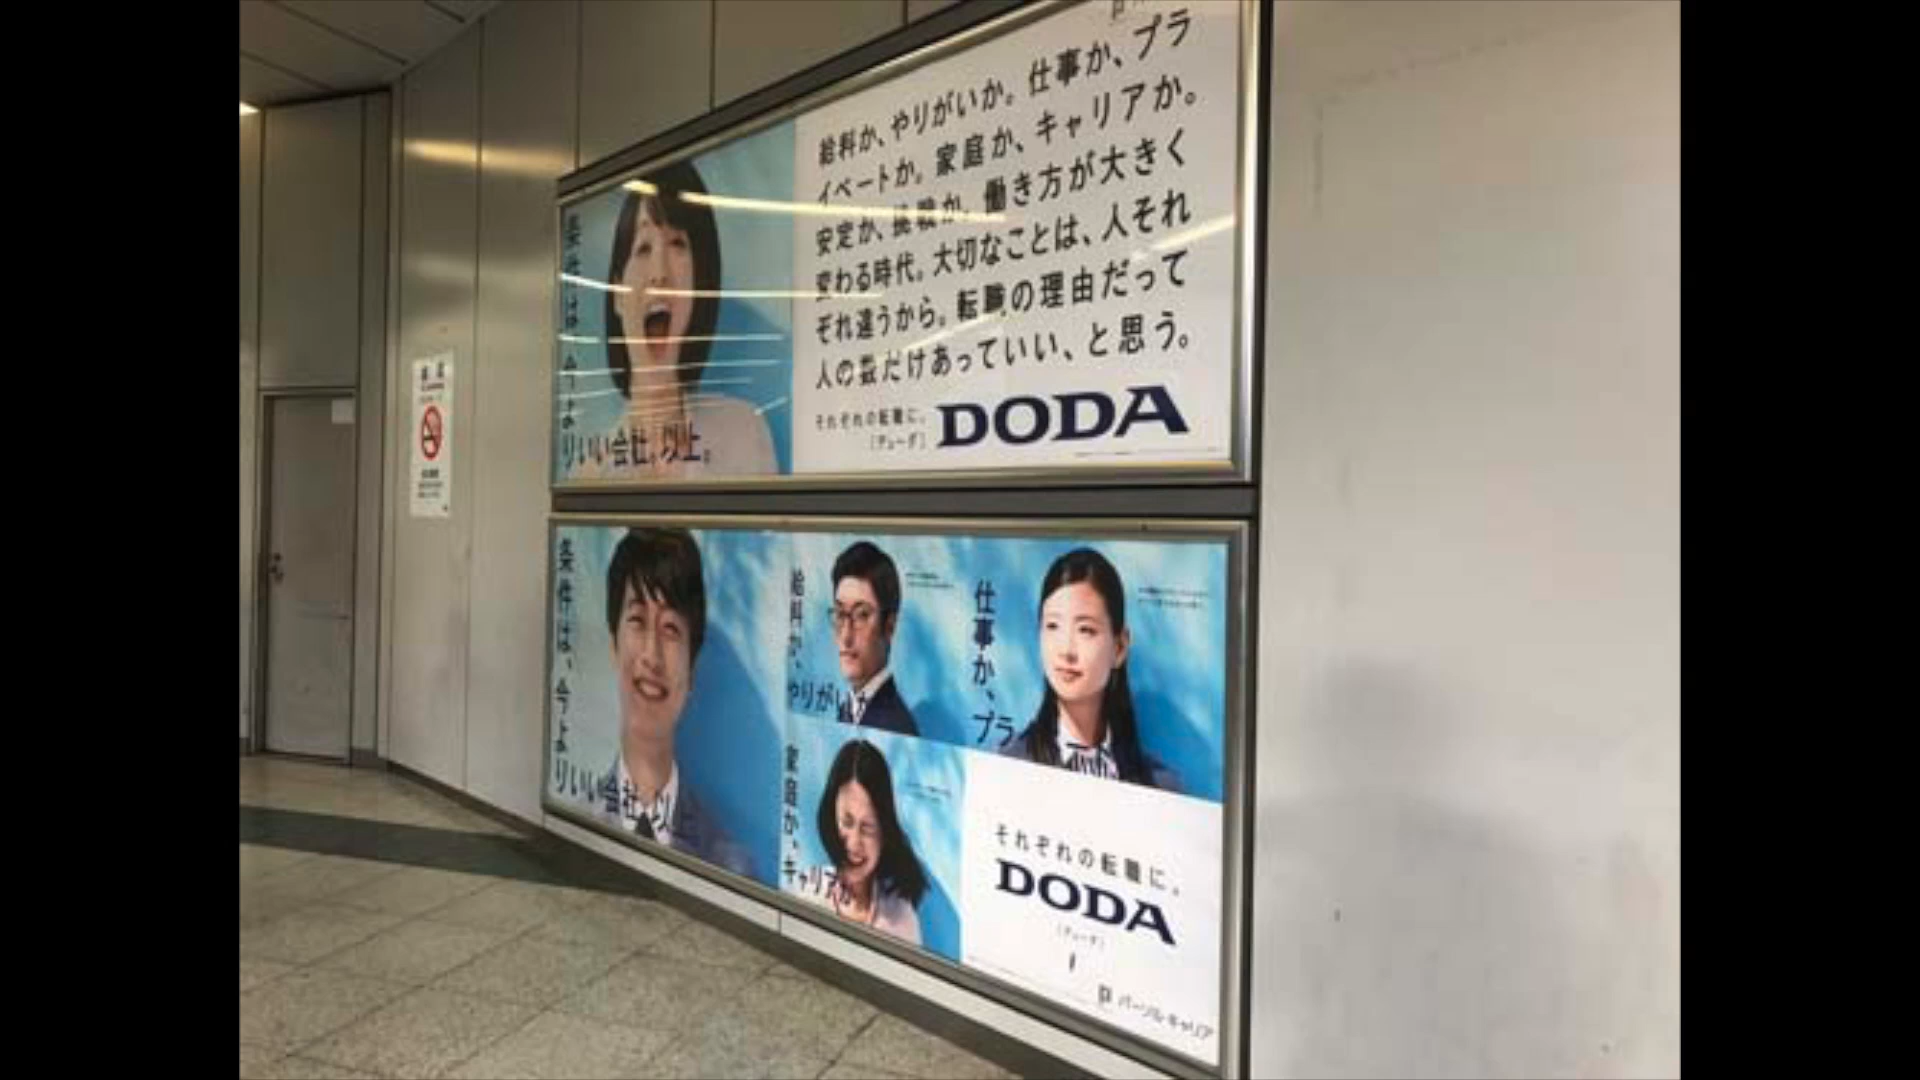 給料か、やりがいか。仕事か、プラ
イベートか。家庭か、キャリアか。
安定か、挑戦か。働き方が大きく
変わる時代。大切なことは、人それ
ぞれ違うから。転職の理由だって
人の数だけあっていい、と思う。
それぞれの転職に。
DODA
[デューダ]
条件は、今よ
りいい会社。以上。
条件は、今よ
りいい会社。以上。
給料か、
やりがいか
仕事か、
プラ
家庭か、
キャリアか
それぞれの転職に。
DODA
[デューダ]
パーソルキャリア